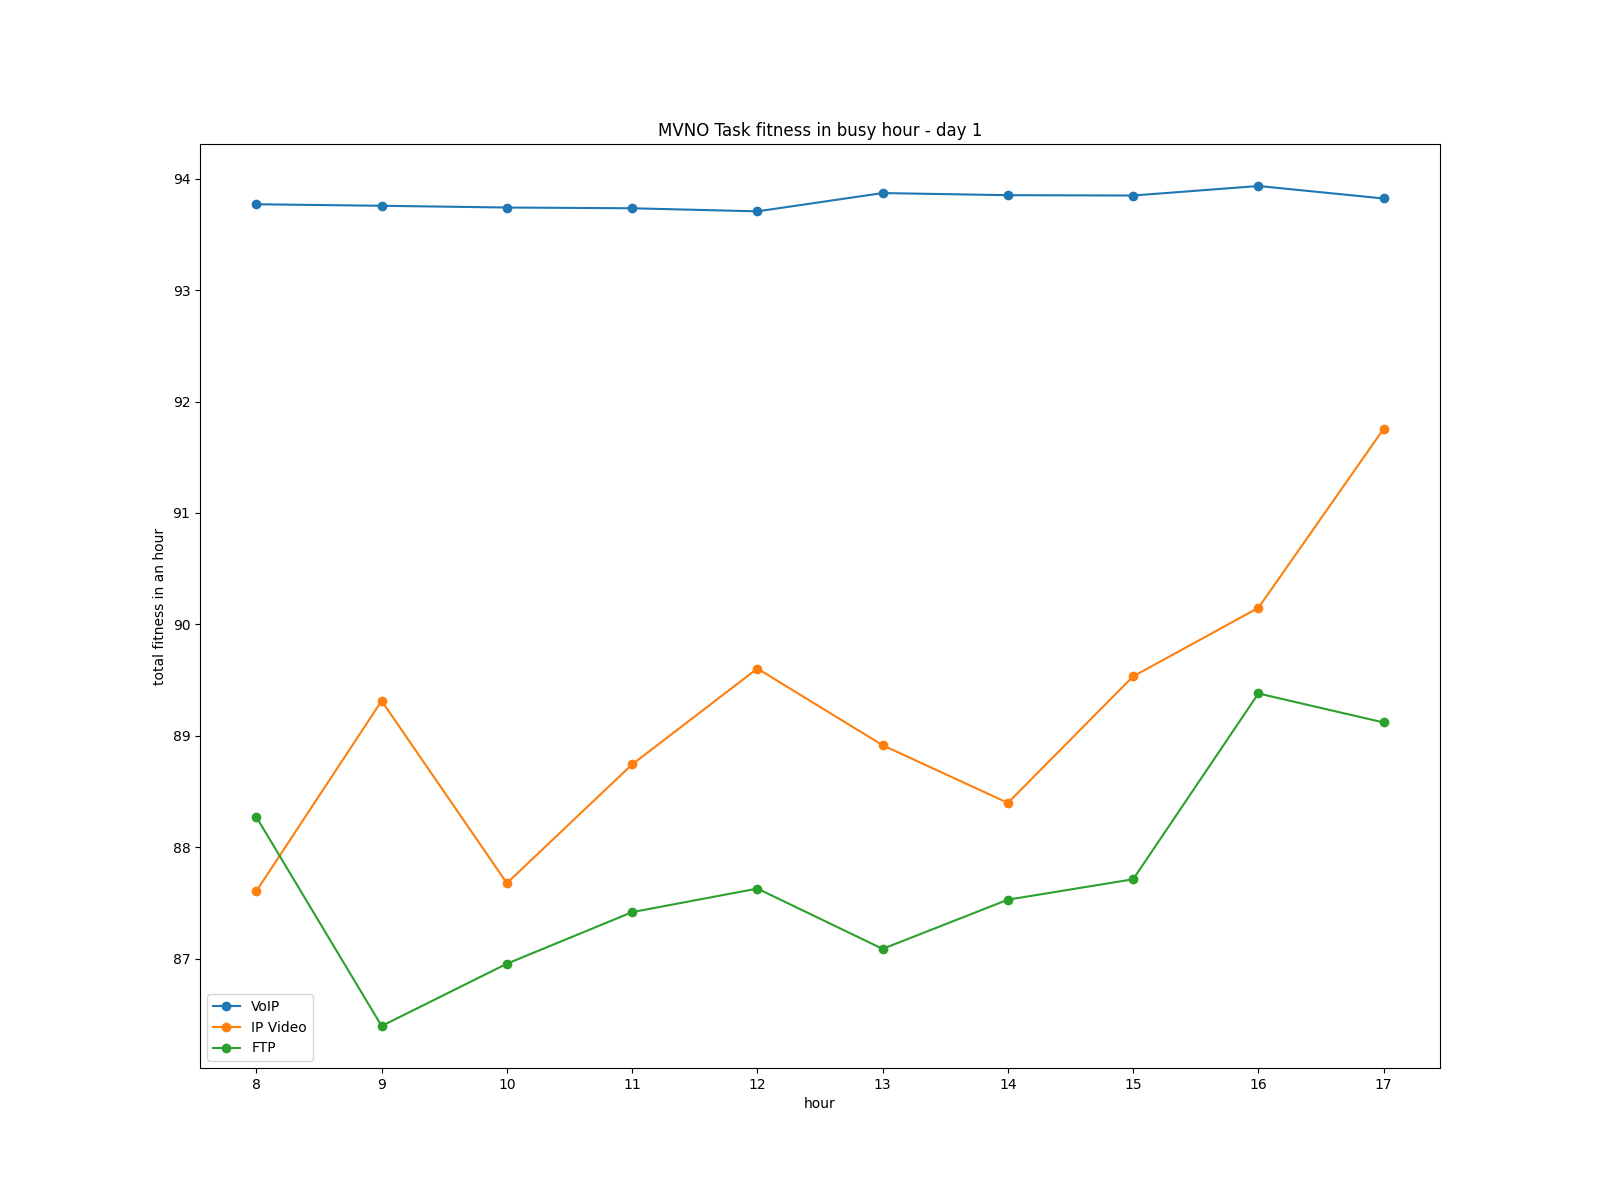 MVNO Task fitness in busy hour - day 1
total fitness in an hour
94
93
92
91
90
89
88
87
VoIP
IP Video
FTP
8 9 10 11 12 13 14 15 16 17
hour